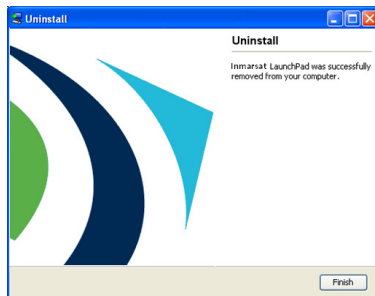 Uninstall
Uninstall
Inmarsat LaunchPad was successfully
removed from your computer.
Finish